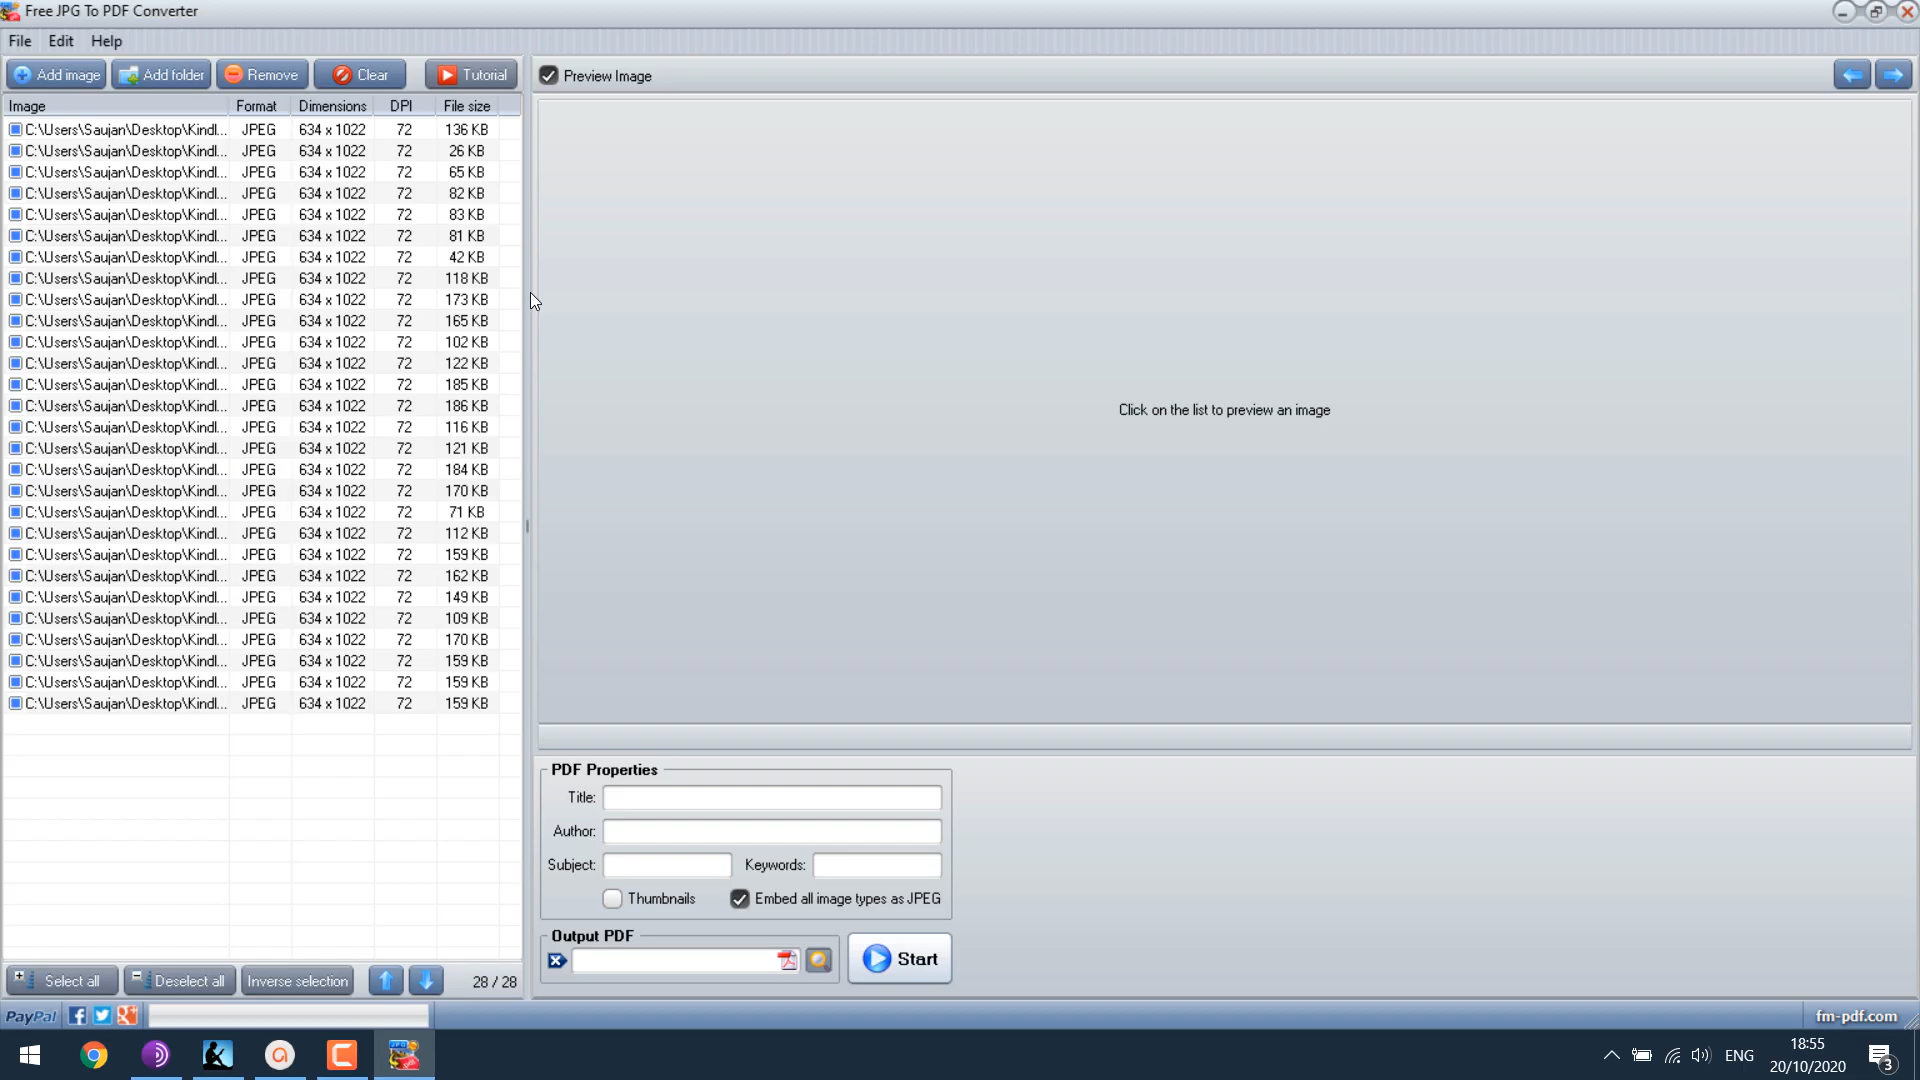 Free JPG To PDF Converter
File Edit Help
Add image Add folder Remove Clear Tutorial Preview Image
Image Format Dimensions DPI File size
C:\Users\Saujan\Desktop\Kindl... JPEG 634 x 1022 72 136 KB
C:\Users\Saujan\Desktop\Kindl... JPEG 634 x 1022 72 26 KB
C:\Users\Saujan\Desktop\Kindl... JPEG 634 x 1022 72 65 KB
C:\Users\Saujan\Desktop\Kindl... JPEG 634 x 1022 72 82 KB
C:\Users\Saujan\Desktop\Kindl... JPEG 634 x 1022 72 83 KB
C:\Users\Saujan\Desktop\Kindl... JPEG 634 x 1022 72 81 KB
C:\Users\Saujan\Desktop\Kindl... JPEG 634 x 1022 72 42 KB
C:\Users\Saujan\Desktop\Kindl... JPEG 634 x 1022 72 118 KB
C:\Users\Saujan\Desktop\Kindl... JPEG 634 x 1022 72 173 KB
C:\Users\Saujan\Desktop\Kindl... JPEG 634 x 1022 72 165 KB
C:\Users\Saujan\Desktop\Kindl... JPEG 634 x 1022 72 102 KB
C:\Users\Saujan\Desktop\Kindl... JPEG 634 x 1022 72 122 KB
C:\Users\Saujan\Desktop\Kindl... JPEG 634 x 1022 72 185 KB
C:\Users\Saujan\Desktop\Kindl... JPEG 634 x 1022 72 186 KB
C:\Users\Saujan\Desktop\Kindl... JPEG 634 x 1022 72 116 KB
C:\Users\Saujan\Desktop\Kindl... JPEG 634 x 1022 72 121 KB
C:\Users\Saujan\Desktop\Kindl... JPEG 634 x 1022 72 184 KB
C:\Users\Saujan\Desktop\Kindl... JPEG 634 x 1022 72 170 KB
C:\Users\Saujan\Desktop\Kindl... JPEG 634 x 1022 72 71 KB
C:\Users\Saujan\Desktop\Kindl... JPEG 634 x 1022 72 112 KB
C:\Users\Saujan\Desktop\Kindl... JPEG 634 x 1022 72 159 KB
C:\Users\Saujan\Desktop\Kindl... JPEG 634 x 1022 72 162 KB
C:\Users\Saujan\Desktop\Kindl... JPEG 634 x 1022 72 149 KB
C:\Users\Saujan\Desktop\Kindl... JPEG 634 x 1022 72 109 KB
C:\Users\Saujan\Desktop\Kindl... JPEG 634 x 1022 72 170 KB
C:\Users\Saujan\Desktop\Kindl... JPEG 634 x 1022 72 159 KB
C:\Users\Saujan\Desktop\Kindl... JPEG 634 x 1022 72 159 KB
C:\Users\Saujan\Desktop\Kindl... JPEG 634 x 1022 72 159 KB
Click on the list to preview an image
PDF Properties
Title:
Author:
Subject: Keywords:
Thumbnails Embed all image types as JPEG
Output PDF
Start
Select all Deselect all Inverse selection 28 / 28
PayPal fm-pdf.com
ENG
18:55
20/10/2020
3